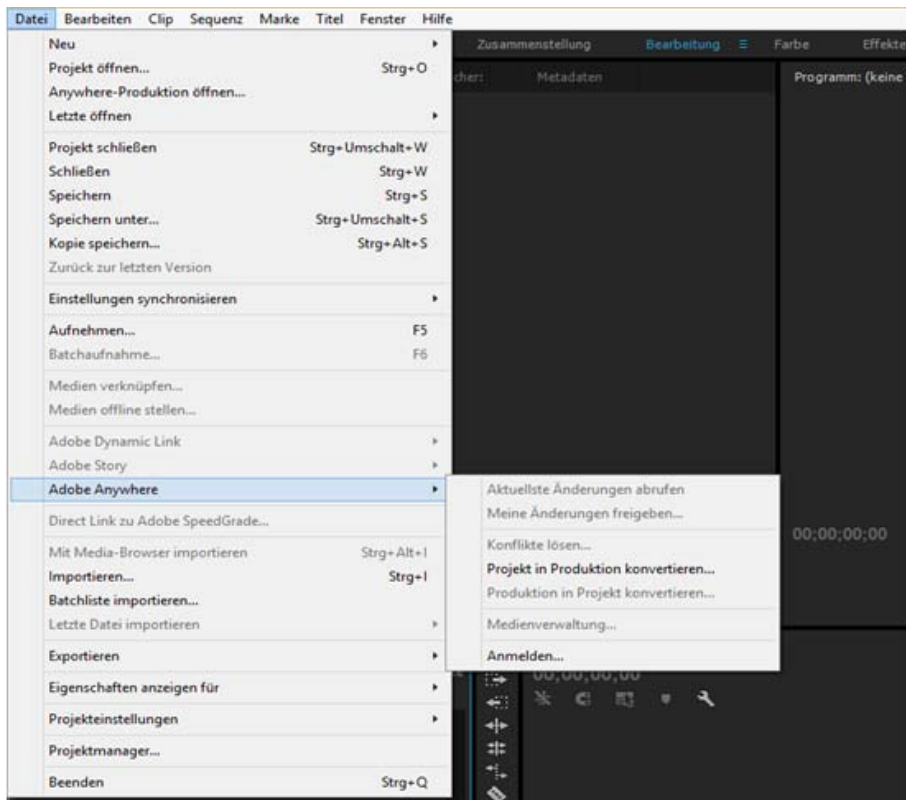 Datei Bearbeiten Clip Sequenz Marke Titel Fenster Hilfe
Zusammenstellung Bearbeitung Farbe Effekte
cher: Metadaten
Programm: (keine
Neu
Projekt öffnen... Strg+O
Anywhere-Produktion öffnen...
Letzte öffnen
Projekt schließen Strg+Umschalt+W
Schließen Strg+W
Speichern Strg+S
Speichern unter... Strg+Umschalt+S
Kopie speichern... Strg+Alt+S
Zurück zur letzten Version
Einstellungen synchronisieren
Aufnehmen... F5
Batchaufnahme... F6
Medien verknüpfen...
Medien offline stellen...
Adobe Dynamic Link
Adobe Story
Adobe Anywhere
Direct Link zu Adobe SpeedGrade...
Mit Media-Browser importieren Strg+Alt+I
Importieren... Strg+I
Batchliste importieren...
Letzte Datei importieren
Exportieren
Eigenschaften anzeigen für
Projekteinstellungen
Projektmanager...
Beenden Strg+Q
Aktuellste Änderungen abrufen
Meine Änderungen freigeben...
Konflikte lösen...
Projekt in Produktion konvertieren...
Produktion in Projekt konvertieren...
Medienverwaltung...
Anmelden...
00;00;00;00
00;00;00;00